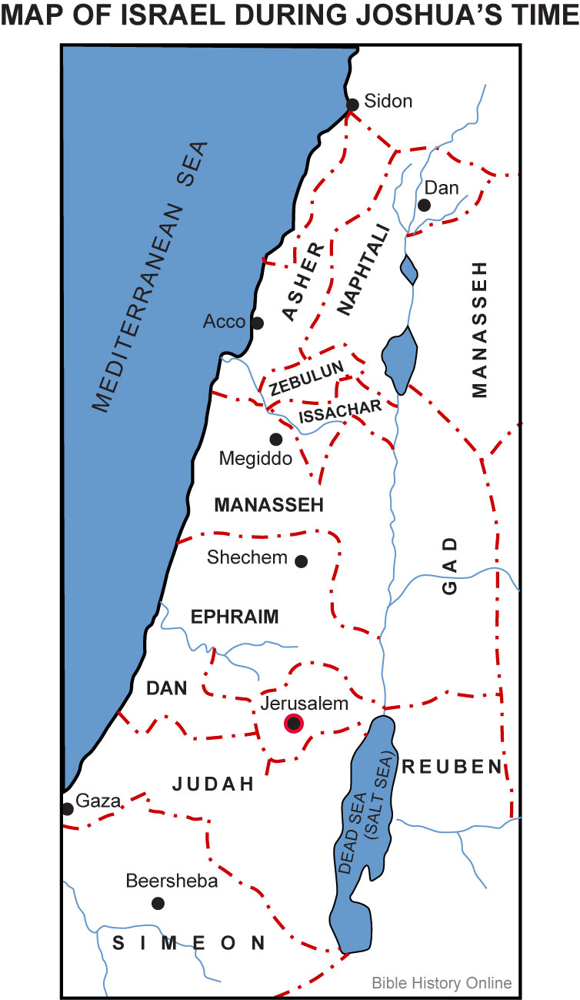 MAP OF ISRAEL DURING JOSHUA'S TIME
Sidon
MEDITERRANEAN SEA
Dan
ASHER
NAPHTALI
MANASSEH
Acco
ZEBULUN
ISSACHAR
Megiddo
MANASSEH
Shechem
GAD
EPHRAIM
DAN
Jerusalem
REUBEN
JUDAH
Gaza
DEAD SEA
(SALT SEA)
Beersheba
SIMEON
Bible History Online